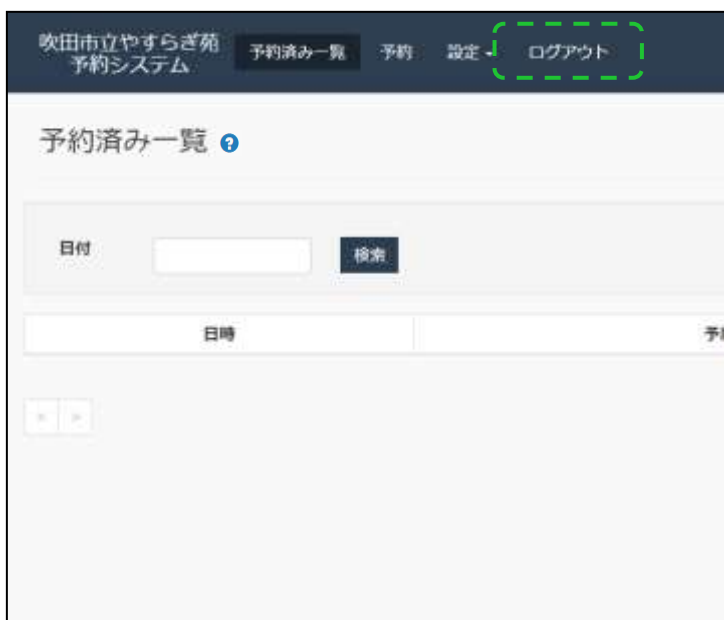 吹田市立やすらぎ苑
予約システム
予約済み一覧 予約 設定 ログアウト
予約済み一覧 ?
日付 検索
日時
« »